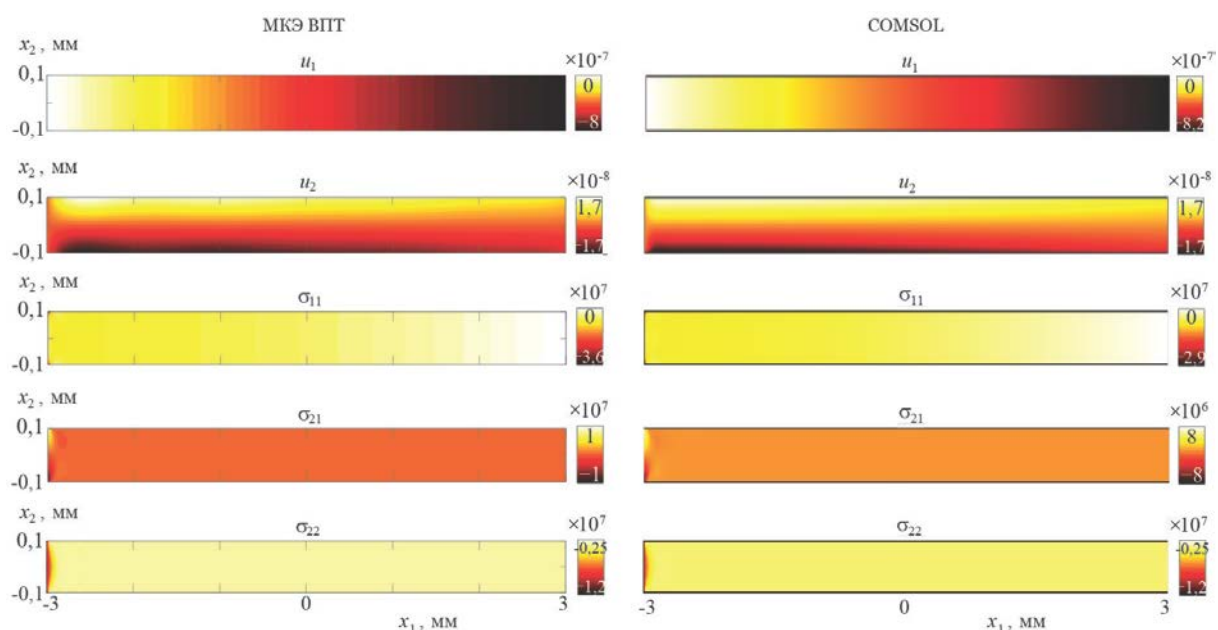 МКЭ ВПТ COMSOL
x₂ , мм
u₁ ×10⁻⁷ u₁ ×10⁻⁷
0,1 0 0
-0,1 −8 −8,2
x₂ , мм
u₂ ×10⁻⁸ u₂ ×10⁻⁸
0,1 1,7 1,7
-0,1 −1,7 −1,7
x₂ , мм
σ₁₁ ×10⁷ σ₁₁ ×10⁷
0,1 0 0
-0,1 −3,6 −2,9
x₂ , мм
σ₂₁ ×10⁷ σ₂₁ ×10⁶
0,1 1 8
-0,1 −1 −8
x₂ , мм
σ₂₂ ×10⁷ σ₂₂ ×10⁷
0,1 -0,25 -0,25
-0,1 −1,2 −1,2
-3 0 3 -3 0 3
x₁ , мм x₁ , мм